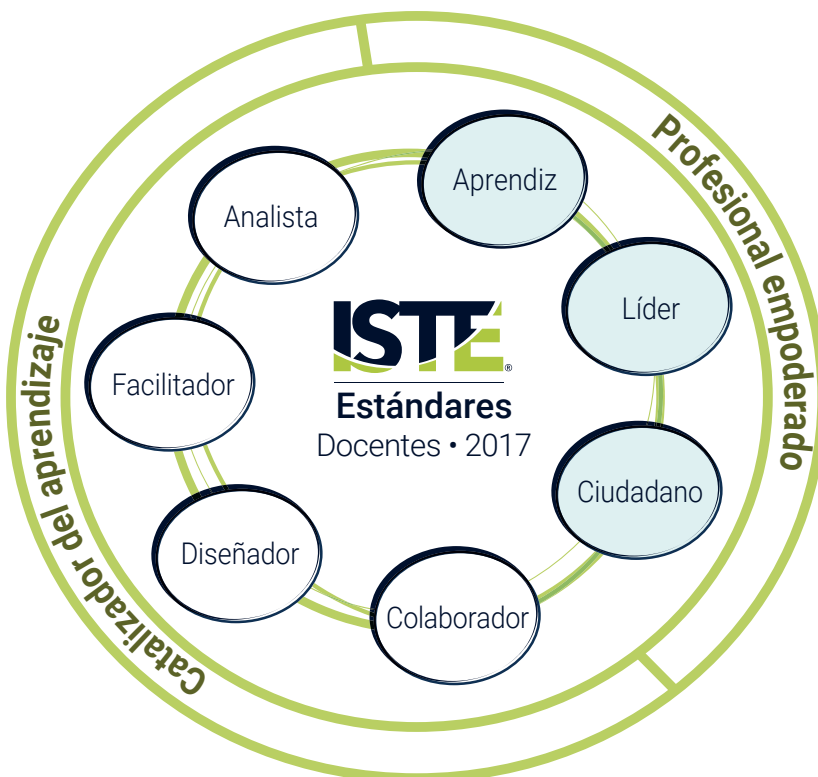 Profesional empoderado
Aprendiz
Analista
Líder
ISTE®
Estándares
Docentes • 2017
Facilitador
Ciudadano
Diseñador
Colaborador
Catalizador del aprendizaje